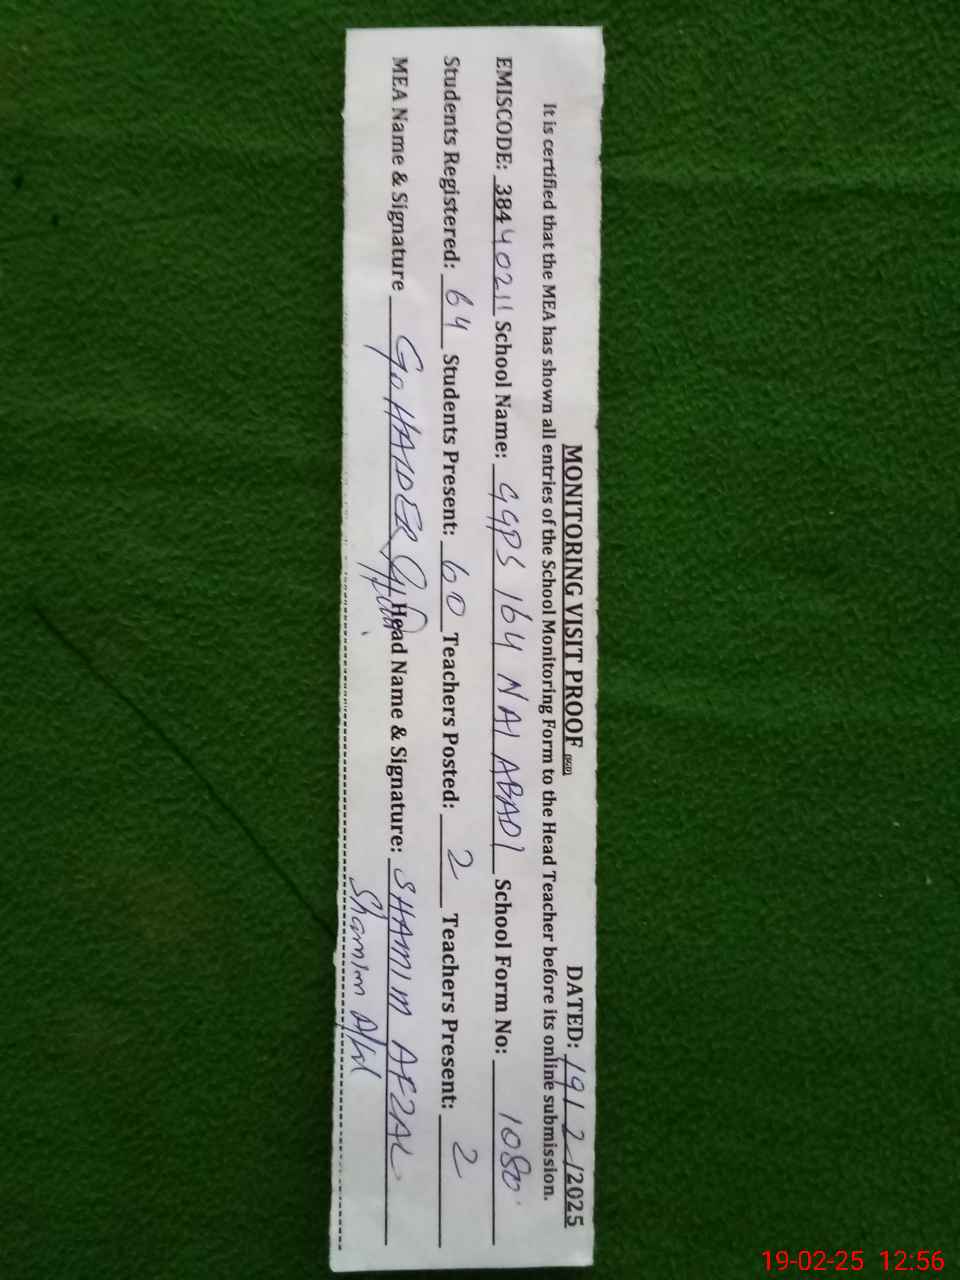 MONITORING VISIT PROOF DATED: 19/2/2025
It is certified that the MEA has shown all entries of the School Monitoring Form to the Head Teacher before its online submission.
EMISCODE: 38440211 School Name: GGPS 164 NAI ABADI School Form No: 1080
Students Registered: 64 Students Present: 60 Teachers Posted: 2 Teachers Present: 2
MEA Name & Signature HAIDER Head Name & Signature: SHAMIM AFZAL
Shamim
19-02-25 12:56